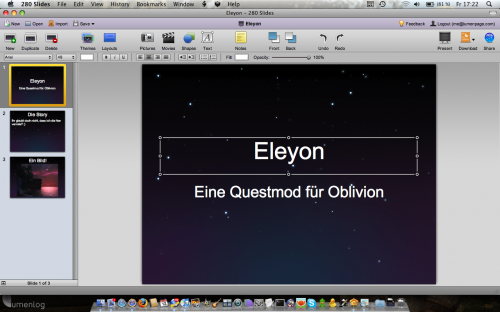 280 Slides File Edit View History Bookmarks Window Help
Fr 17:22
Eleyon – 280 Slides
New Open Import Save
Eleyon
Feedback Logout (me@lumenpage.com)
New Duplicate Delete Themes Layouts Pictures Movies Shapes Text Notes Front Back Undo Redo Present Download Share
Arial 44 Fill: Opacity: 100%
1
Eleyon
Eine Questmod für Oblivion
2
Die Story
3
Ein Bild!
Eleyon
Eine Questmod für Oblivion
Slide 1 of 3
lumenlog